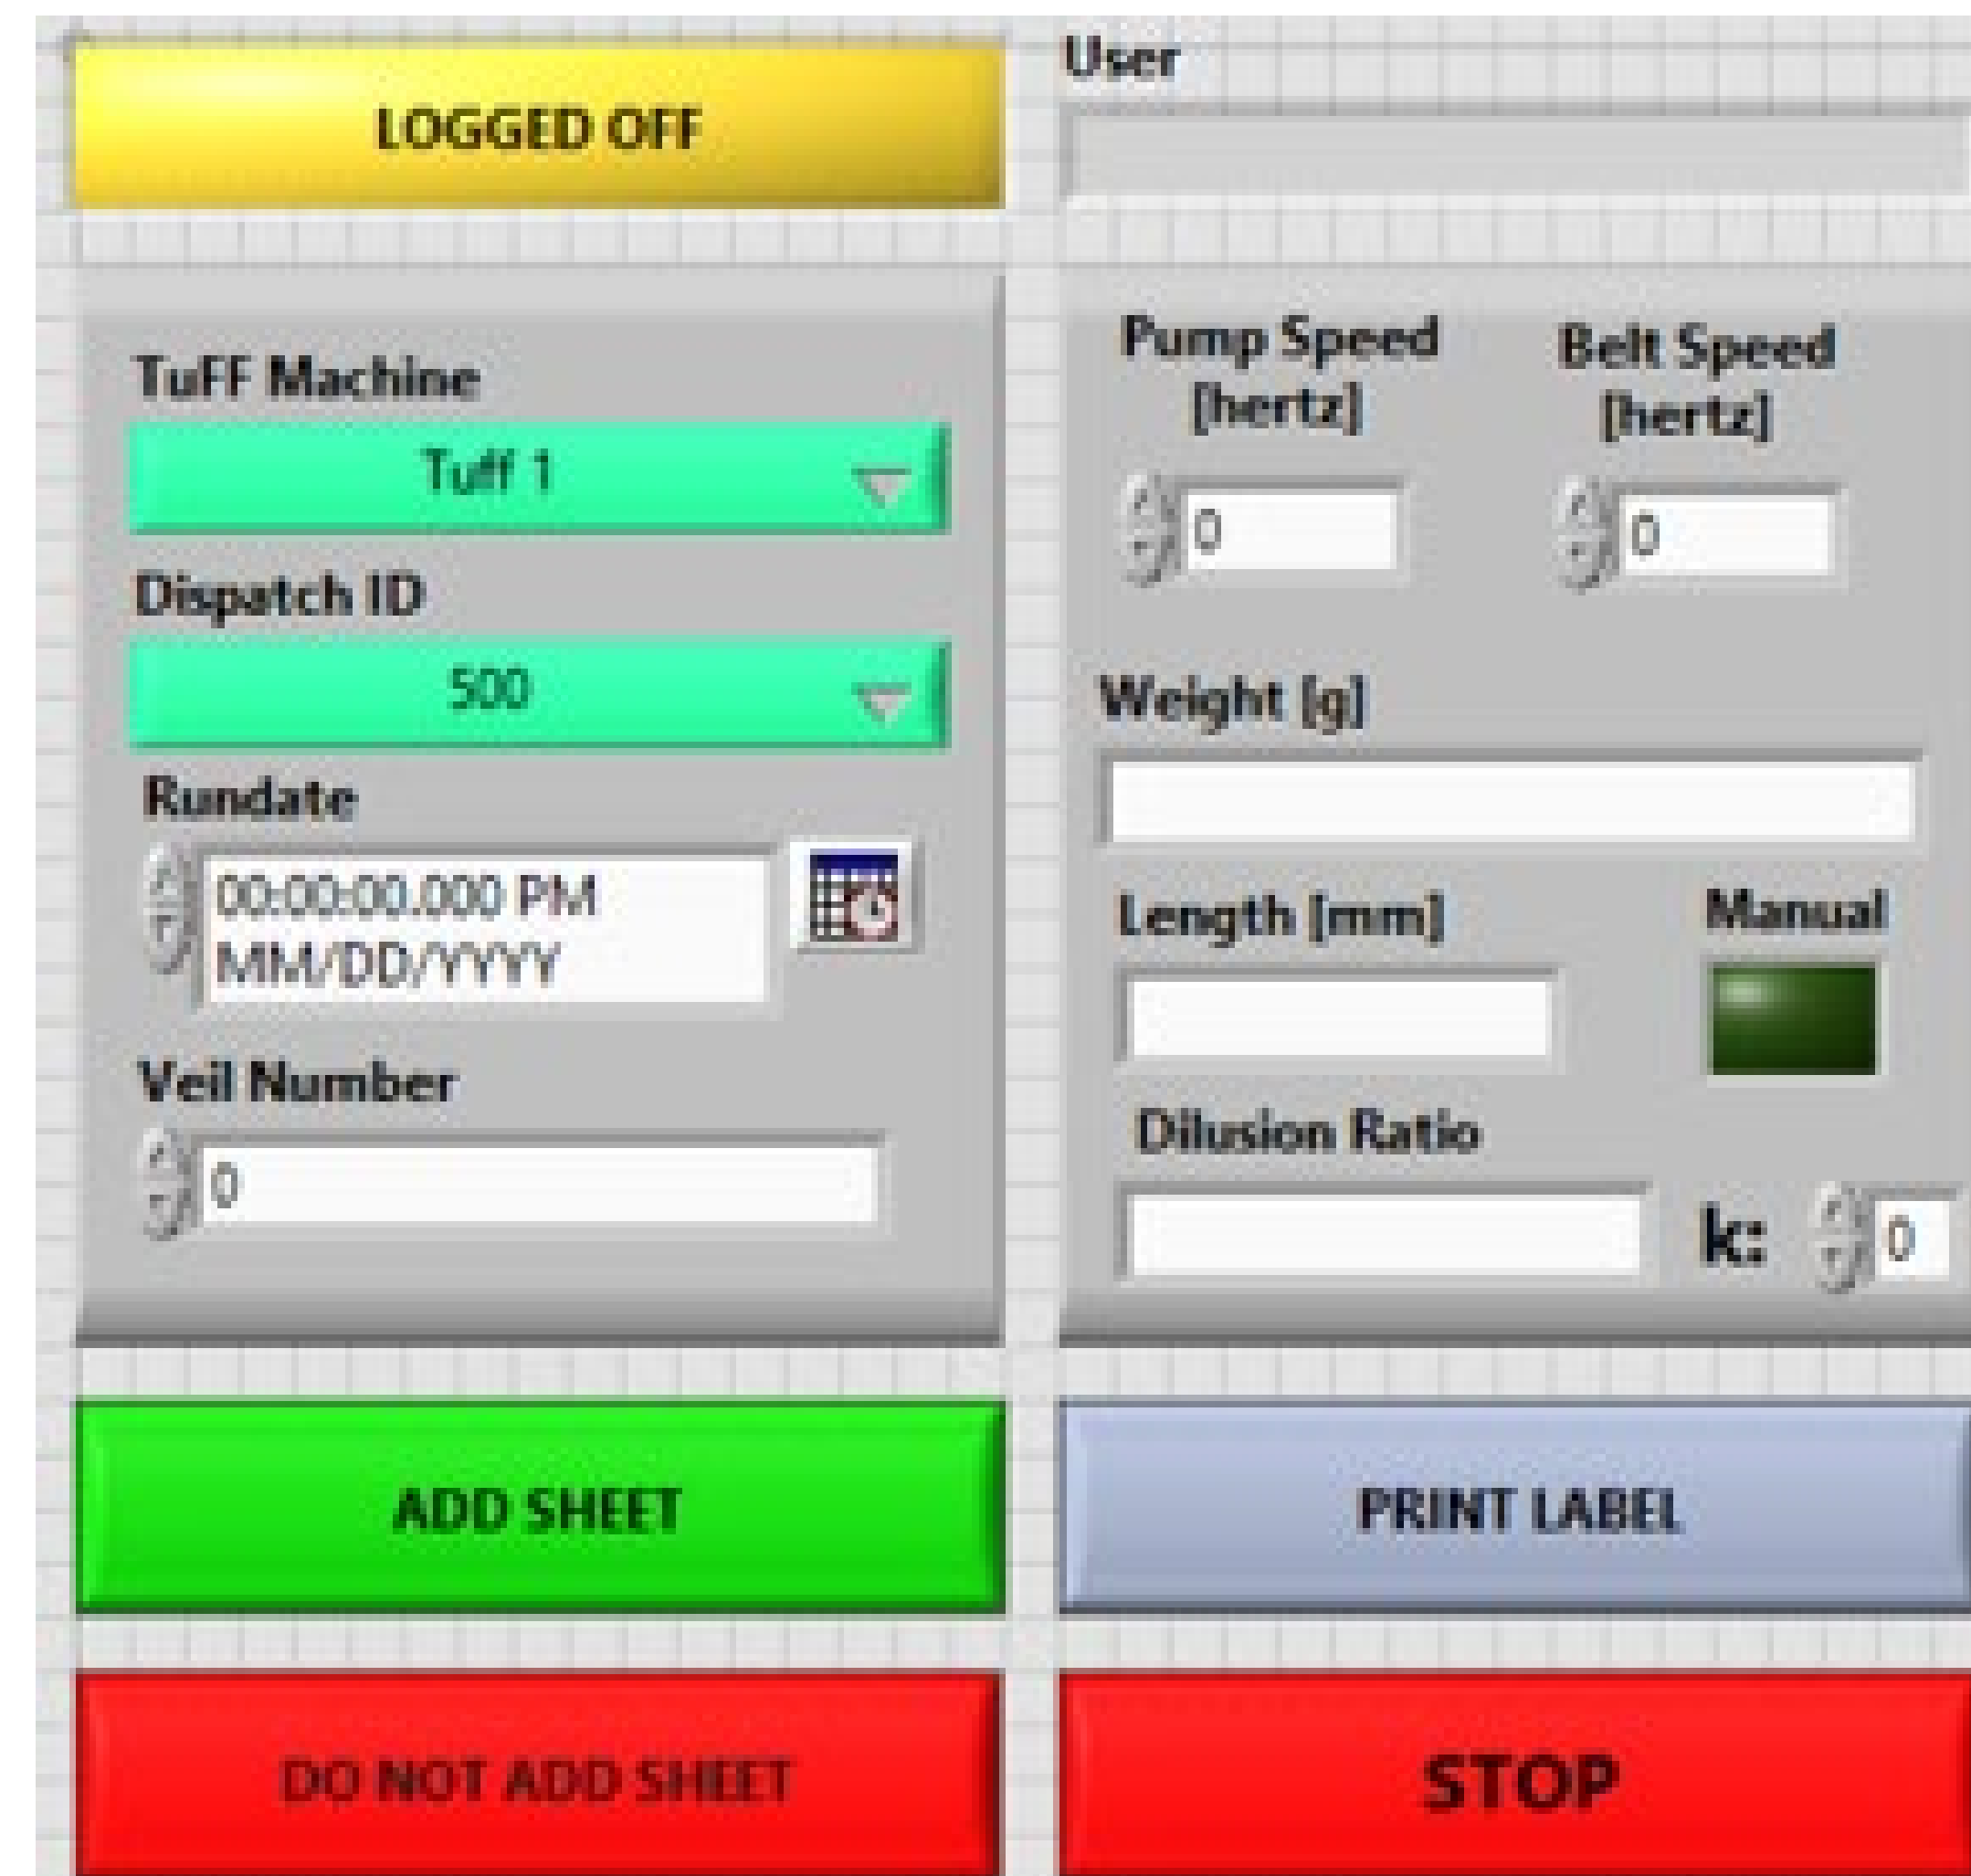 LOGGED OFF
User
TuFF Machine
Tuff 1
Dispatch ID
500
Rundate
00:00:00.000 PM
MM/DD/YYYY
Veil Number
0
Pump Speed
[hertz]
0
Belt Speed
[hertz]
0
Weight [g]
Length [mm]
Manual
Dilusion Ratio
k: 0
ADD SHEET
PRINT LABEL
DO NOT ADD SHEET
STOP